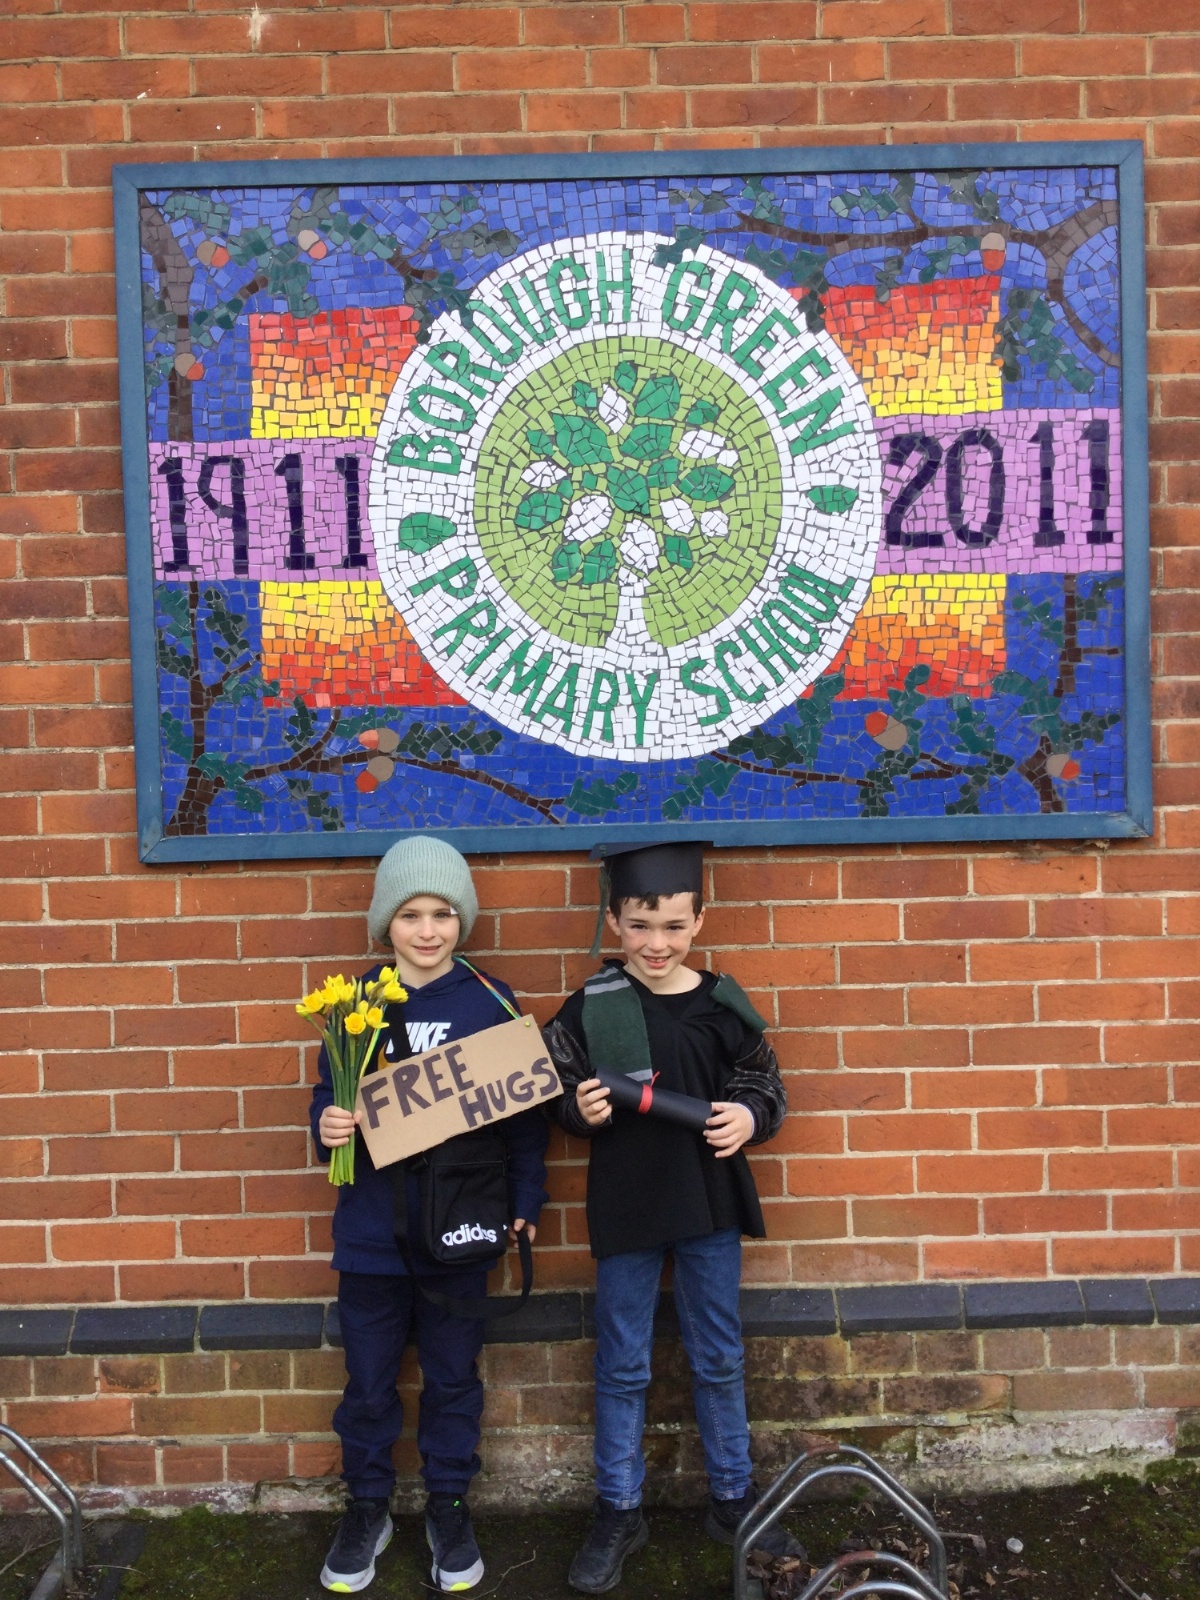 BOROUGH GREEN
1911
2011
PRIMARY SCHOOL
NIKE
FREE
HUGS
adidas